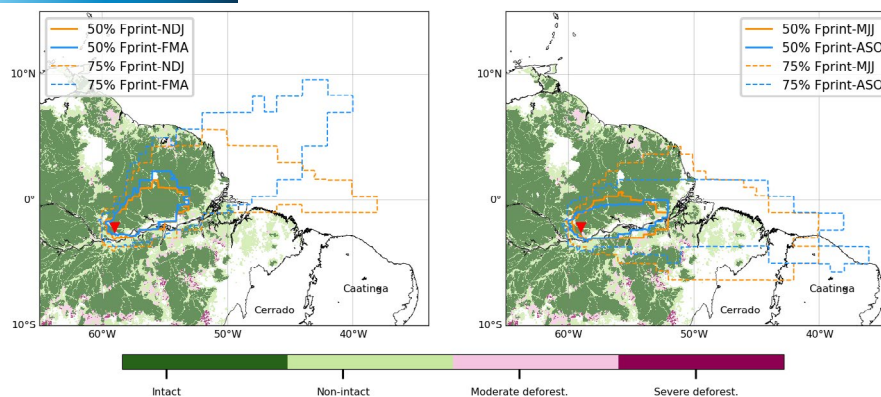 50% Fprint-NDJ
50% Fprint-FMA
75% Fprint-NDJ
75% Fprint-FMA
10°N
0°
10°S
60°W
50°W
40°W
Cerrado
Caatinga
50% Fprint-MJJ
50% Fprint-ASO
75% Fprint-MJJ
75% Fprint-ASO
10°N
0°
10°S
60°W
50°W
40°W
Cerrado
Caatinga
Intact
Non-intact
Moderate deforest.
Severe deforest.